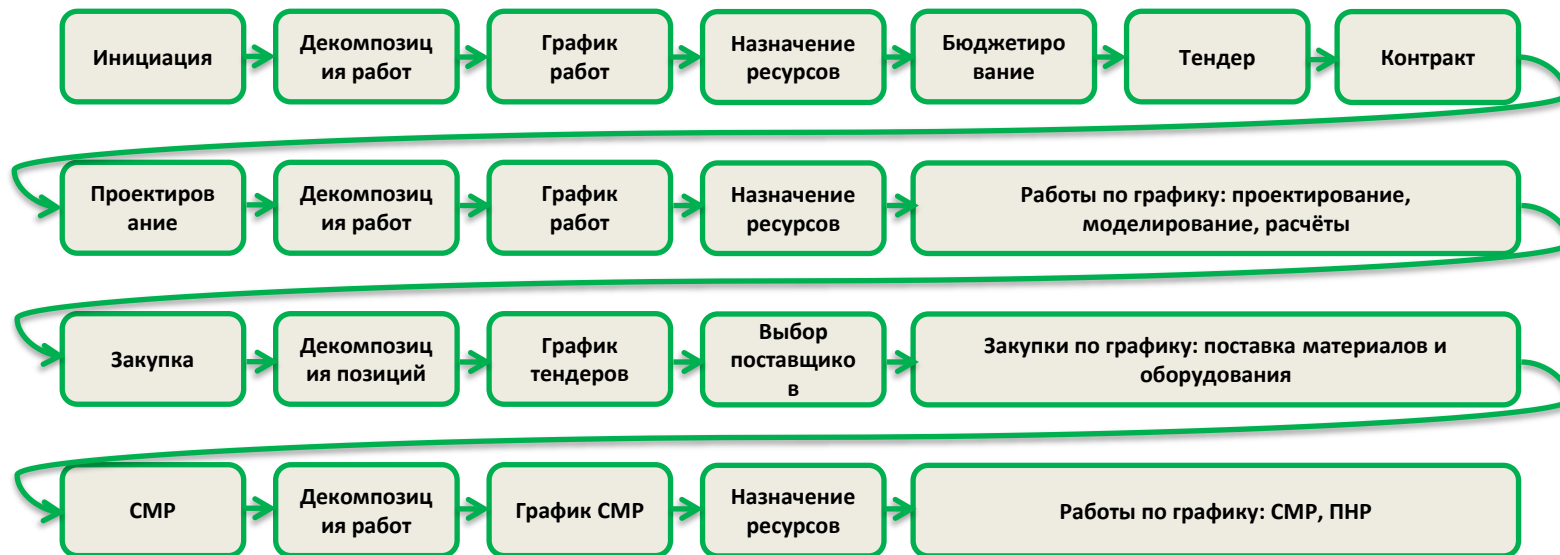 Инициация
Декомпозиц
ия работ
График
работ
Назначение
ресурсов
Бюджетиро
вание
Тендер
Контракт
Проектиров
ание
Декомпозиц
ия работ
График
работ
Назначение
ресурсов
Работы по графику: проектирование,
моделирование, расчёты
Закупка
Декомпозиц
ия позиций
График
тендеров
Выбор
поставщико
в
Закупки по графику: поставка материалов и
оборудования
СМР
Декомпозиц
ия работ
График СМР
Назначение
ресурсов
Работы по графику: СМР, ПНР